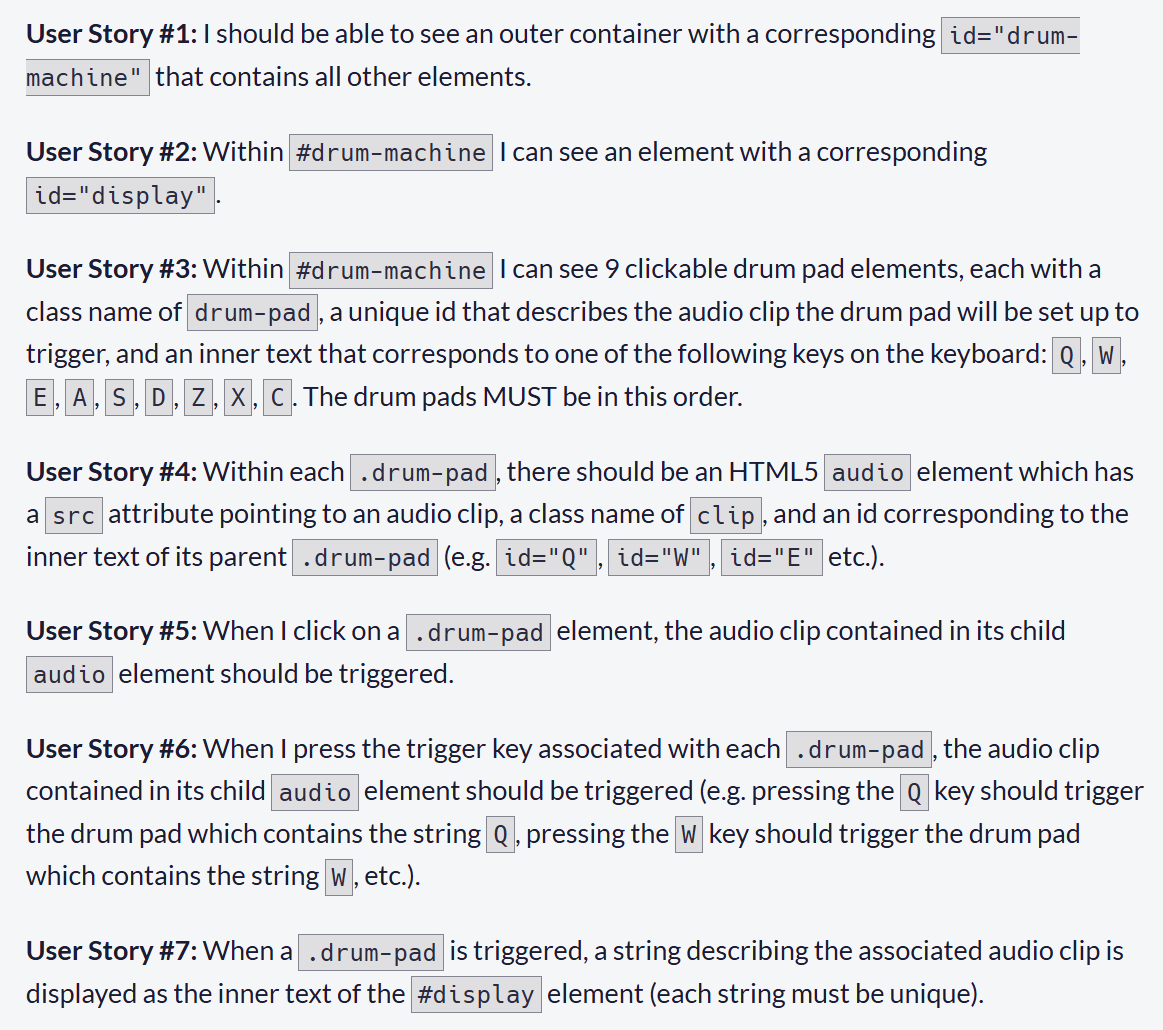 User Story #1: I should be able to see an outer container with a corresponding id="drum-
machine" that contains all other elements.
User Story #2: Within #drum-machine I can see an element with a corresponding
id="display".
User Story #3: Within #drum-machine I can see 9 clickable drum pad elements, each with a
class name of drum-pad, a unique id that describes the audio clip the drum pad will be set up to
trigger, and an inner text that corresponds to one of the following keys on the keyboard: Q, W,
E, A, S, D, Z, X, C. The drum pads MUST be in this order.
User Story #4: Within each .drum-pad, there should be an HTML5 audio element which has
a src attribute pointing to an audio clip, a class name of clip, and an id corresponding to the
inner text of its parent .drum-pad (e.g. id="Q", id="W", id="E" etc.).
User Story #5: When I click on a .drum-pad element, the audio clip contained in its child
audio element should be triggered.
User Story #6: When I press the trigger key associated with each .drum-pad, the audio clip
contained in its child audio element should be triggered (e.g. pressing the Q key should trigger
the drum pad which contains the string Q, pressing the W key should trigger the drum pad
which contains the string W, etc.).
User Story #7: When a .drum-pad is triggered, a string describing the associated audio clip is
displayed as the inner text of the #display element (each string must be unique).